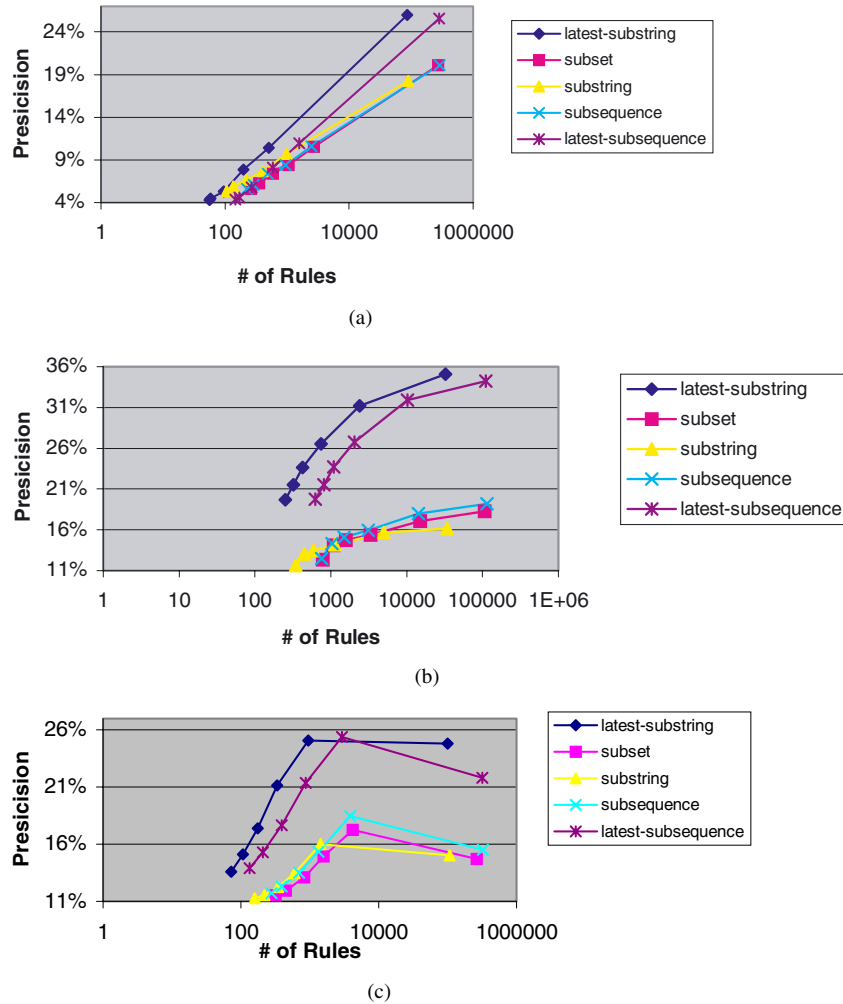 24%
19%
14%
9%
4%
Presicision
1
100
10000
1000000
# of Rules
latest-substring
subset
substring
subsequence
latest-subsequence
(a)
36%
31%
26%
21%
16%
11%
Presicision
1
10
100
1000
10000
100000
1E+06
# of Rules
latest-substring
subset
substring
subsequence
latest-subsequence
(b)
26%
21%
16%
11%
Presicision
1
100
10000
1000000
# of Rules
latest-substring
subset
substring
subsequence
latest-subsequence
(c)